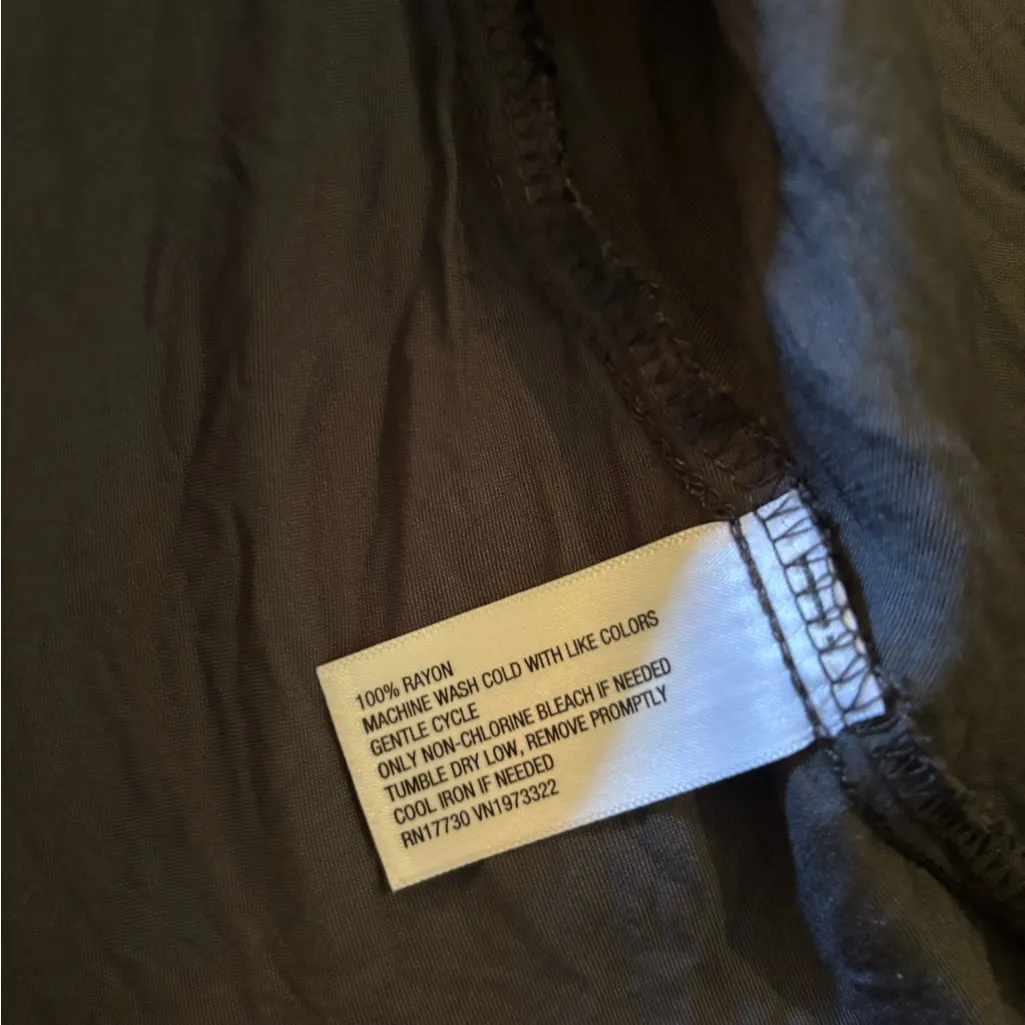 100% RAYON
MACHINE WASH COLD WITH LIKE COLORS
GENTLE CYCLE
ONLY NON-CHLORINE BLEACH IF NEEDED
TUMBLE DRY LOW, REMOVE PROMPTLY
COOL IRON IF NEEDED
RN17730 VN1973322